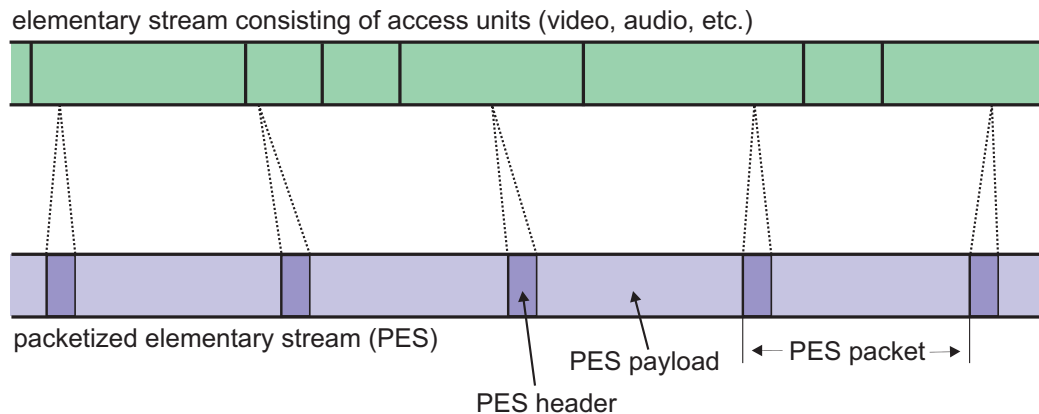 elementary stream consisting of access units (video, audio, etc.)
packetized elementary stream (PES)
PES payload
PES packet
PES header